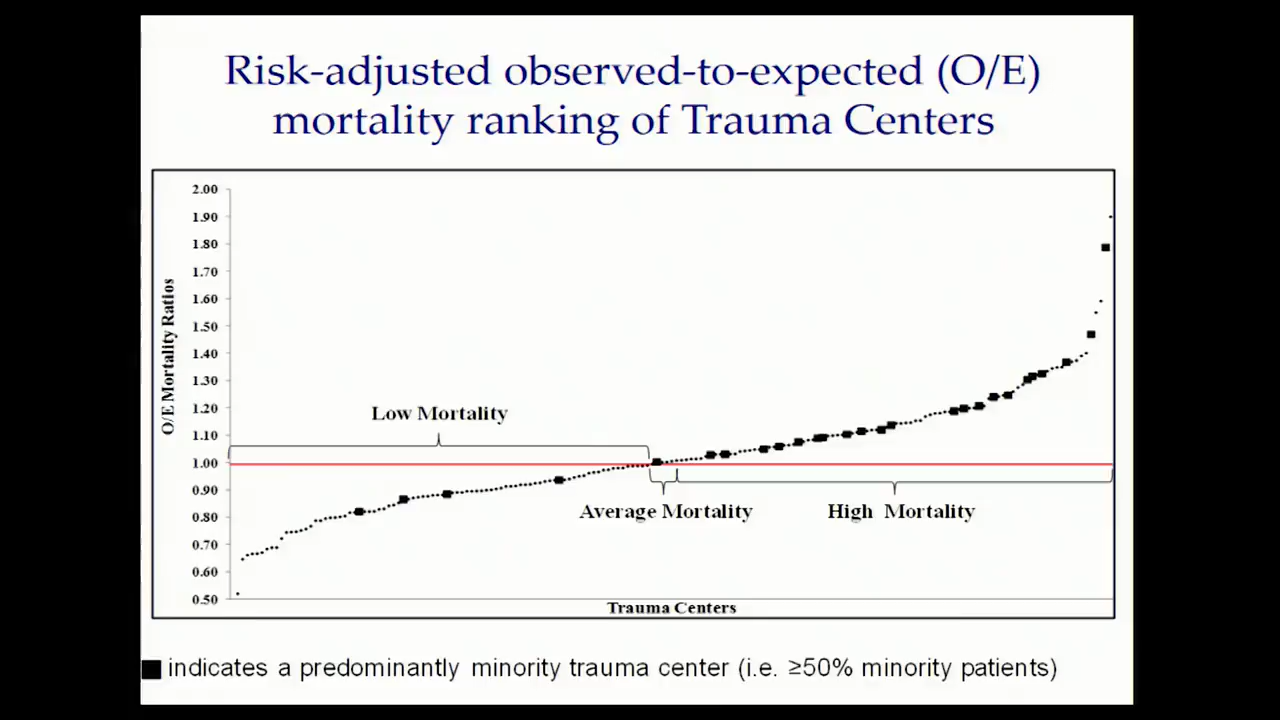 Risk-adjusted observed-to-expected (O/E)
mortality ranking of Trauma Centers
2.00
1.90
1.80
1.70
1.60
1.50
1.40
1.30
1.20
1.10
1.00
0.90
0.80
0.70
0.60
0.50
O/E Mortality Ratios
Low Mortality
Average Mortality
High Mortality
Trauma Centers
indicates a predominantly minority trauma center (i.e. ≥50% minority patients)